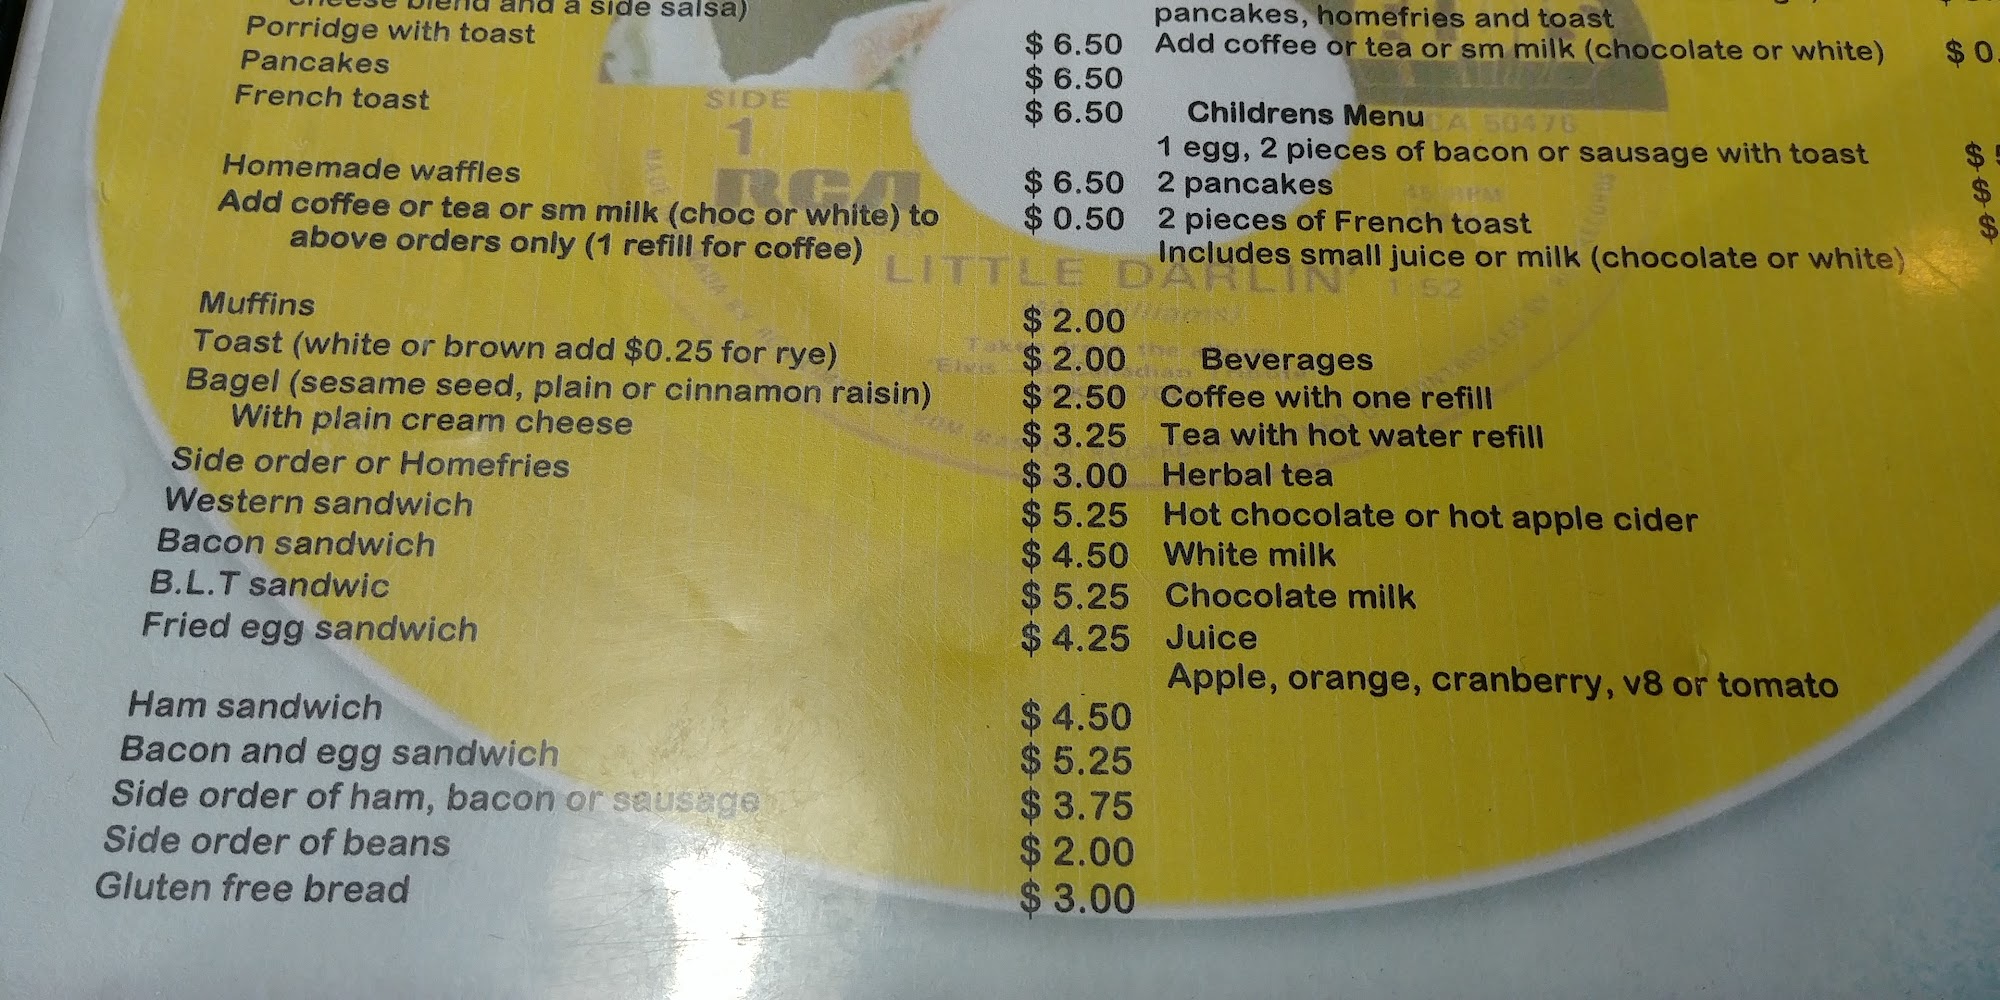 cheese blend and a side salsa)
Porridge with toast $ 6.50
Pancakes $ 6.50
French toast $ 6.50
Homemade waffles $ 6.50
Add coffee or tea or sm milk (choc or white) to $ 0.50
above orders only (1 refill for coffee)
Muffins $ 2.00
Toast (white or brown add $0.25 for rye) $ 2.00
Bagel (sesame seed, plain or cinnamon raisin) $ 2.50
With plain cream cheese $ 3.25
Side order or Homefries $ 3.00
Western sandwich $ 5.25
Bacon sandwich $ 4.50
B.L.T sandwic $ 5.25
Fried egg sandwich $ 4.25
Ham sandwich $ 4.50
Bacon and egg sandwich $ 5.25
Side order of ham, bacon or sausage $ 3.75
Side order of beans $ 2.00
Gluten free bread $ 3.00
pancakes, homefries and toast
Add coffee or tea or sm milk (chocolate or white) $ 0.
Childrens Menu
1 egg, 2 pieces of bacon or sausage with toast $
2 pancakes $
2 pieces of French toast $
Includes small juice or milk (chocolate or white)
Beverages
Coffee with one refill
Tea with hot water refill
Herbal tea
Hot chocolate or hot apple cider
White milk
Chocolate milk
Juice
Apple, orange, cranberry, v8 or tomato
SIDE
1
RCA
LITTLE DARLIN'
1:52